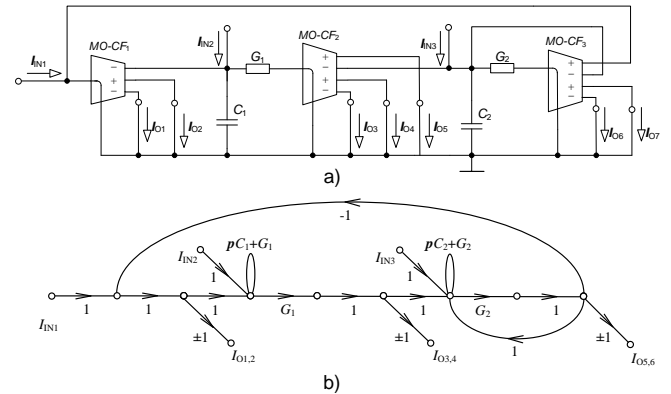 I_IN1 MO-CF_1 I_IN2 G_1 MO-CF_2 I_IN3 G_2 MO-CF_3
− + + −
− + − +
− − + +
C_1 C_2
I_O1 I_O2 I_O3 I_O4 I_O5 I_O6 I_O7
a)
-1
I_IN2 pC_1+G_1 I_IN3 pC_2+G_2
1 1
I_IN1 1 1 1 G_1 1 1 G_2 1
±1 ±1 1 ±1
I_O1,2 I_O3,4 I_O5,6
b)